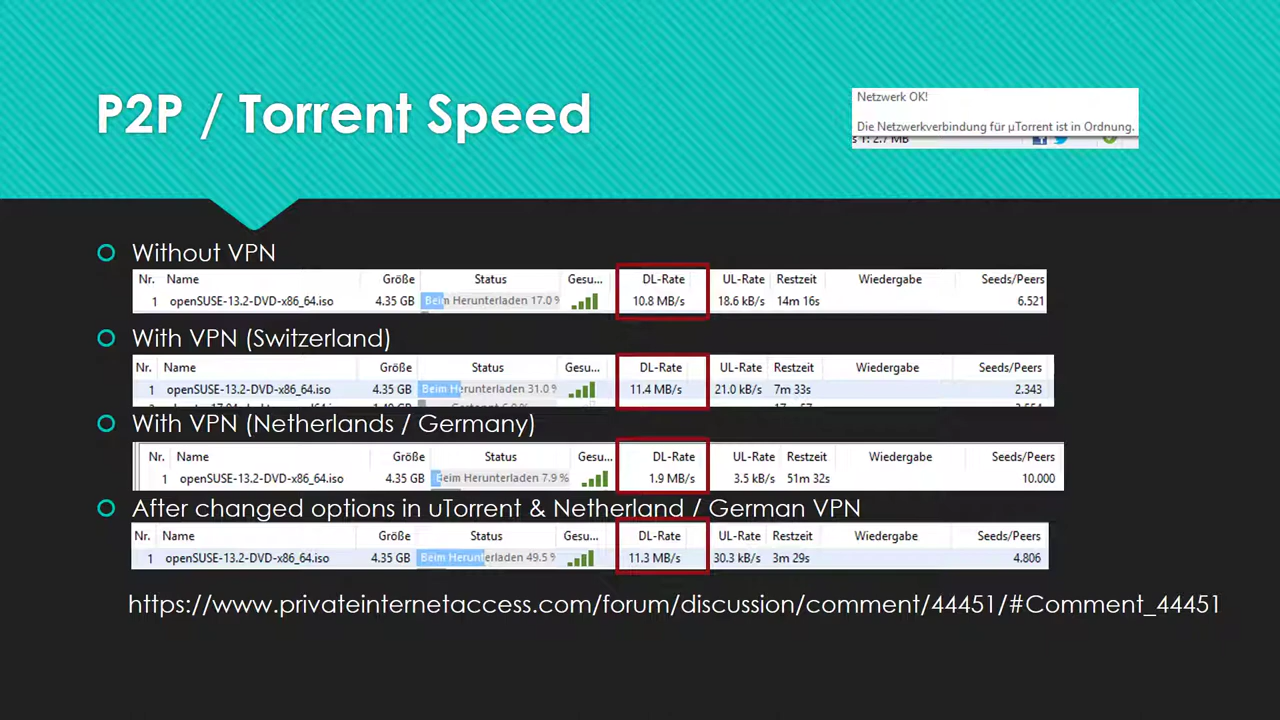 P2P / Torrent Speed
Netzwerk OK!
Die Netzwerkverbindung für µTorrent ist in Ordnung.
Without VPN
Nr. Name Größe Status Gesu... DL-Rate UL-Rate Restzeit Wiedergabe Seeds/Peers
1 openSUSE-13.2-DVD-x86_64.iso 4.35 GB Beim Herunterladen 17.0 % 10.8 MB/s 18.6 kB/s 14m 16s 6.521
With VPN (Switzerland)
Nr. Name Größe Status Gesu... DL-Rate UL-Rate Restzeit Wiedergabe Seeds/Peers
1 openSUSE-13.2-DVD-x86_64.iso 4.35 GB Beim Herunterladen 31.0 % 11.4 MB/s 21.0 kB/s 7m 33s 2.343
With VPN (Netherlands / Germany)
Nr. Name Größe Status Gesu... DL-Rate UL-Rate Restzeit Wiedergabe Seeds/Peers
1 openSUSE-13.2-DVD-x86_64.iso 4.35 GB Beim Herunterladen 7.9 % 1.9 MB/s 3.5 kB/s 51m 32s 10.000
After changed options in uTorrent & Netherland / German VPN
Nr. Name Größe Status Gesu... DL-Rate UL-Rate Restzeit Wiedergabe Seeds/Peers
1 openSUSE-13.2-DVD-x86_64.iso 4.35 GB Beim Herunterladen 49.5 % 11.3 MB/s 30.3 kB/s 3m 29s 4.806
https://www.privateinternetaccess.com/forum/discussion/comment/44451/#Comment_44451